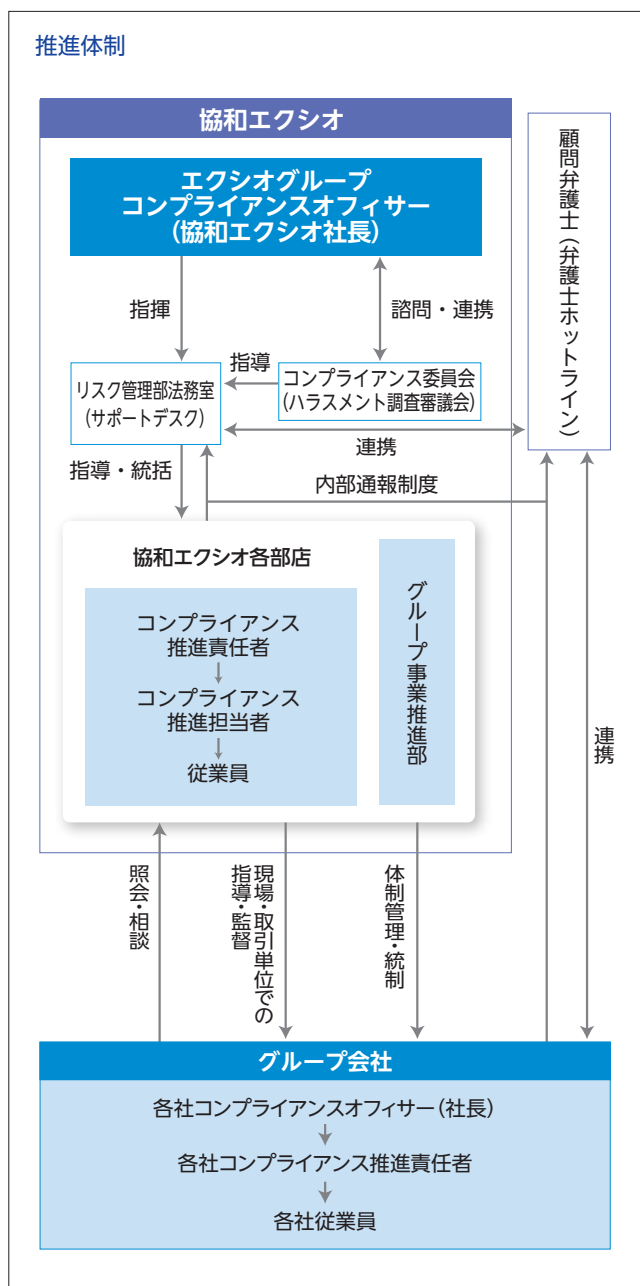 推進体制
協和エクシオ
エクシオグループ
コンプライアンスオフィサー
(協和エクシオ社長)
顧問弁護士(弁護士ホットライン)
指揮
諮問・連携
指導
リスク管理部法務室
(サポートデスク)
コンプライアンス委員会
(ハラスメント調査審議会)
連携
指導・統括
内部通報制度
協和エクシオ各部店
コンプライアンス
推進責任者
コンプライアンス
推進担当者
従業員
グループ事業推進部
連携
照会・相談
現場・取引単位での
指導・監督
体制管理・統制
グループ会社
各社コンプライアンスオフィサー(社長)
各社コンプライアンス推進責任者
各社従業員